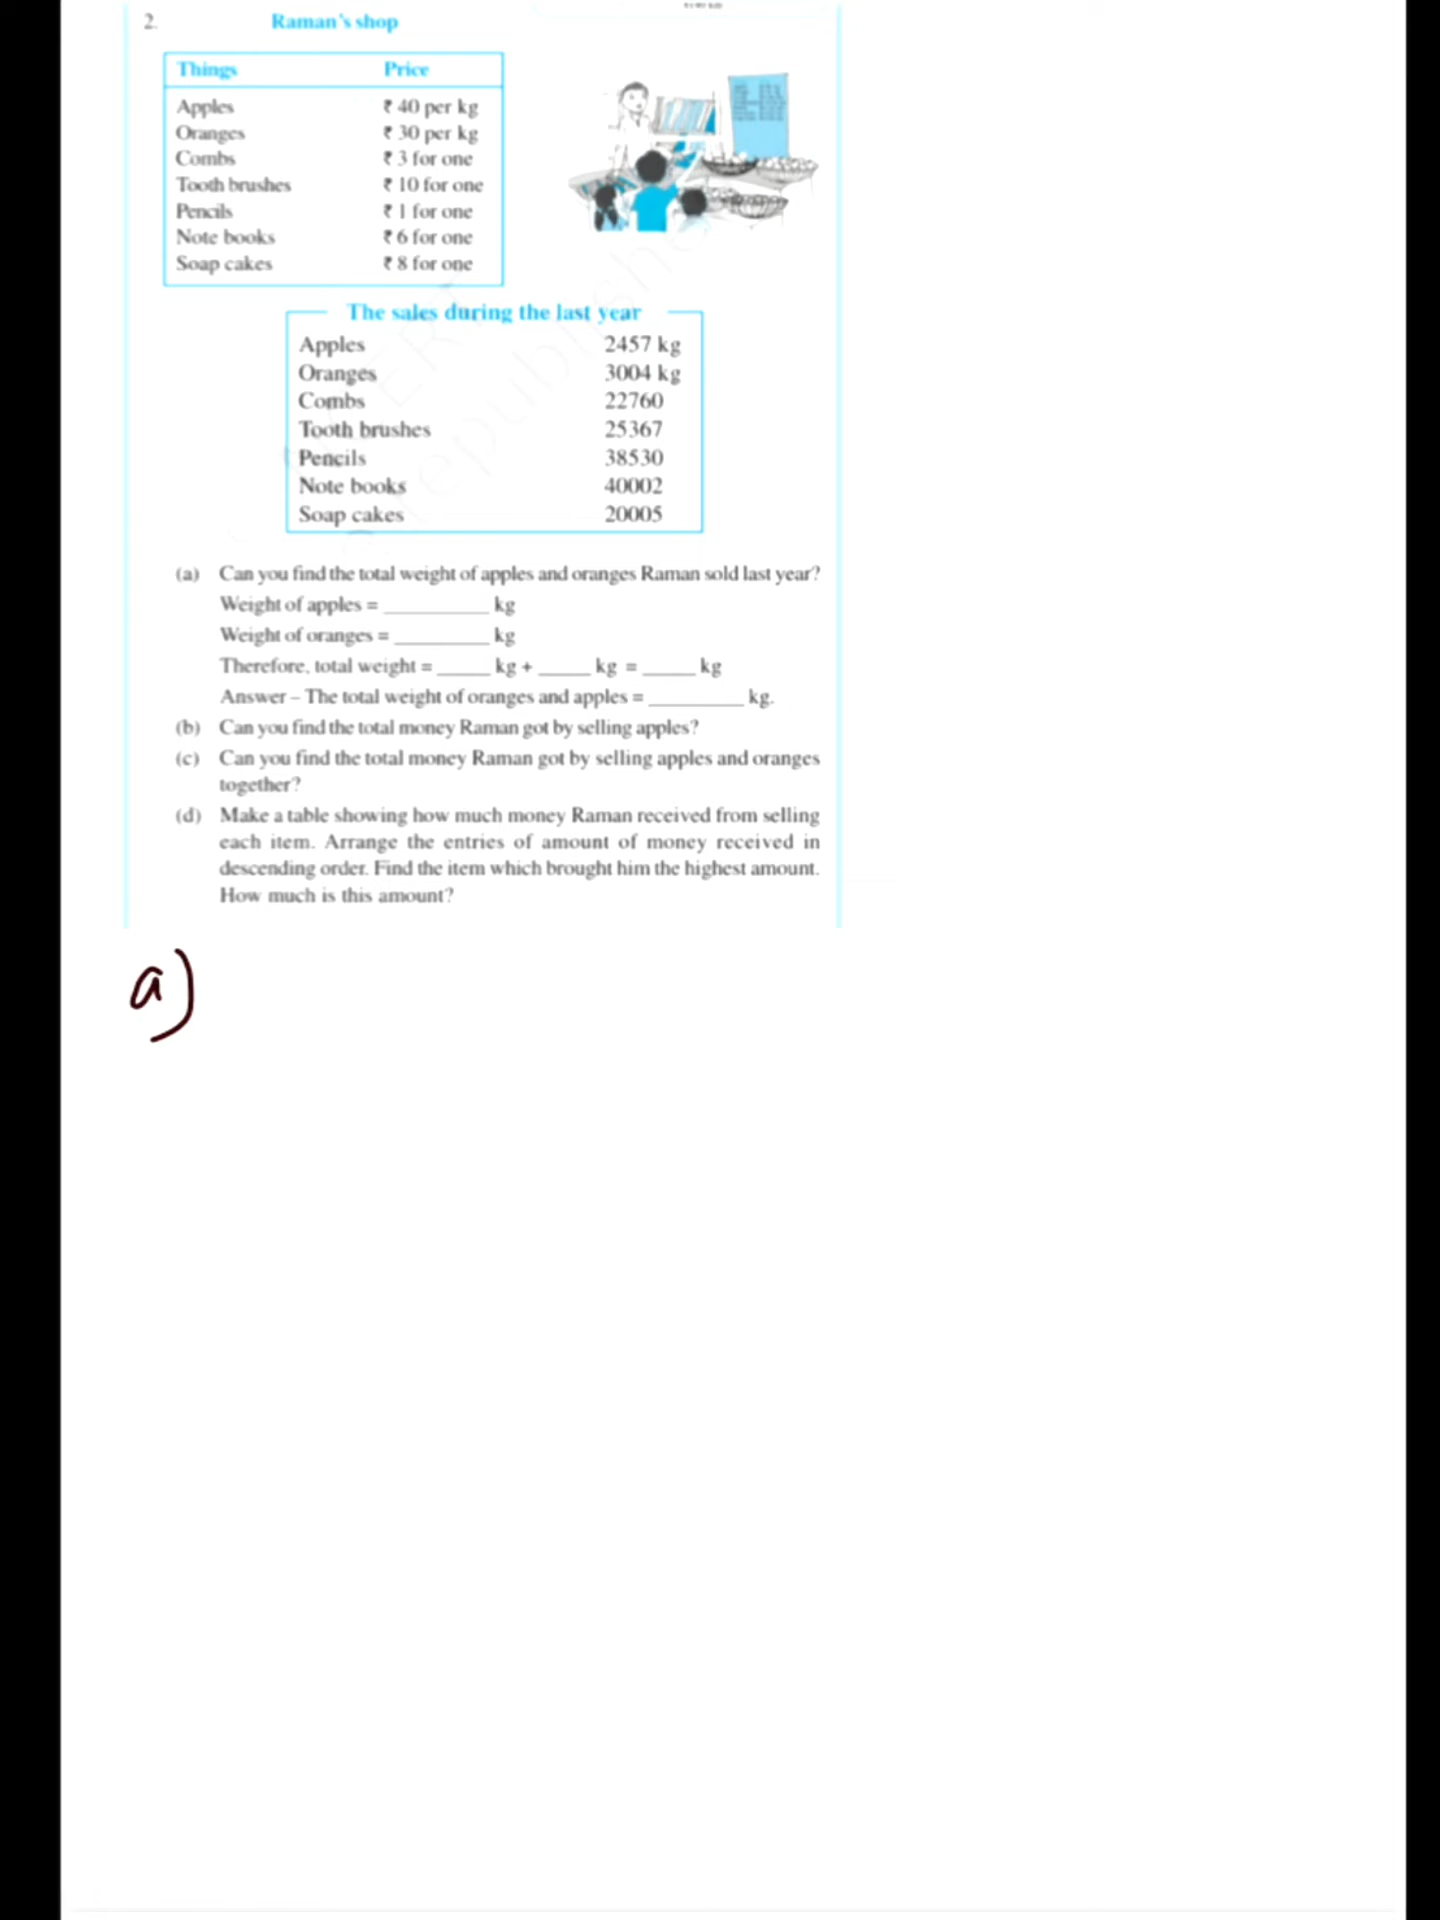 2. Raman's shop
Things Price
Apples ₹ 40 per kg
Oranges ₹ 30 per kg
Combs ₹ 3 for one
Tooth brushes ₹ 10 for one
Pencils ₹ 1 for one
Note books ₹ 6 for one
Soap cakes ₹ 8 for one
The sales during the last year
Apples 2457 kg
Oranges 3004 kg
Combs 22760
Tooth brushes 25367
Pencils 38530
Note books 40002
Soap cakes 20005
(a) Can you find the total weight of apples and oranges Raman sold last year?
Weight of apples = __________ kg
Weight of oranges = _________ kg
Therefore, total weight = _____ kg + _____ kg = _____ kg
Answer – The total weight of oranges and apples = _________ kg.
(b) Can you find the total money Raman got by selling apples?
(c) Can you find the total money Raman got by selling apples and oranges
together?
(d) Make a table showing how much money Raman received from selling
each item. Arrange the entries of amount of money received in
descending order. Find the item which brought him the highest amount.
How much is this amount?
a)